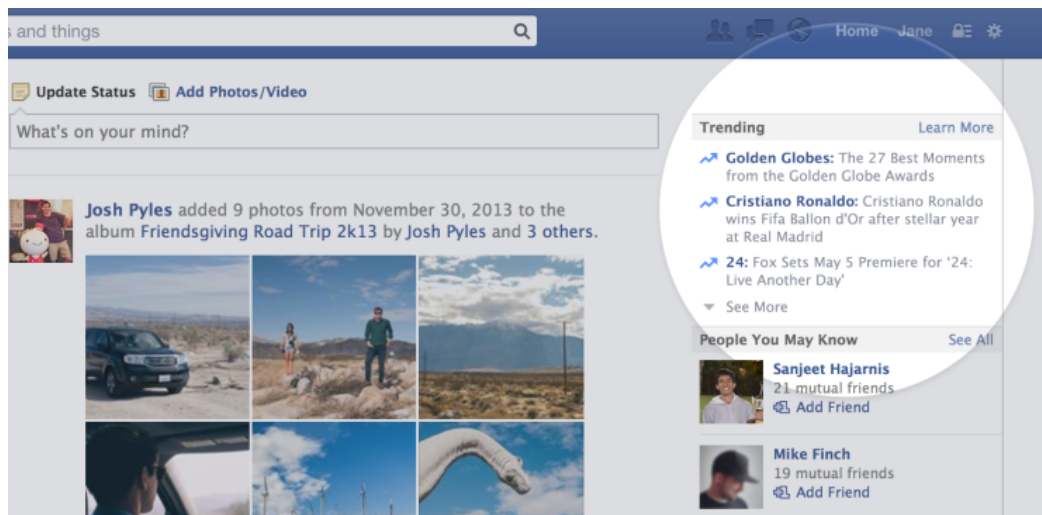 and things
Home Jane
Update Status Add Photos/Video
What's on your mind?
Josh Pyles added 9 photos from November 30, 2013 to the
album Friendsgiving Road Trip 2k13 by Josh Pyles and 3 others.
Trending Learn More
Golden Globes: The 27 Best Moments
from the Golden Globe Awards
Cristiano Ronaldo: Cristiano Ronaldo
wins Fifa Ballon d'Or after stellar year
at Real Madrid
24: Fox Sets May 5 Premiere for '24:
Live Another Day'
See More
People You May Know See All
Sanjeet Hajarnis
21 mutual friends
Add Friend
Mike Finch
19 mutual friends
Add Friend